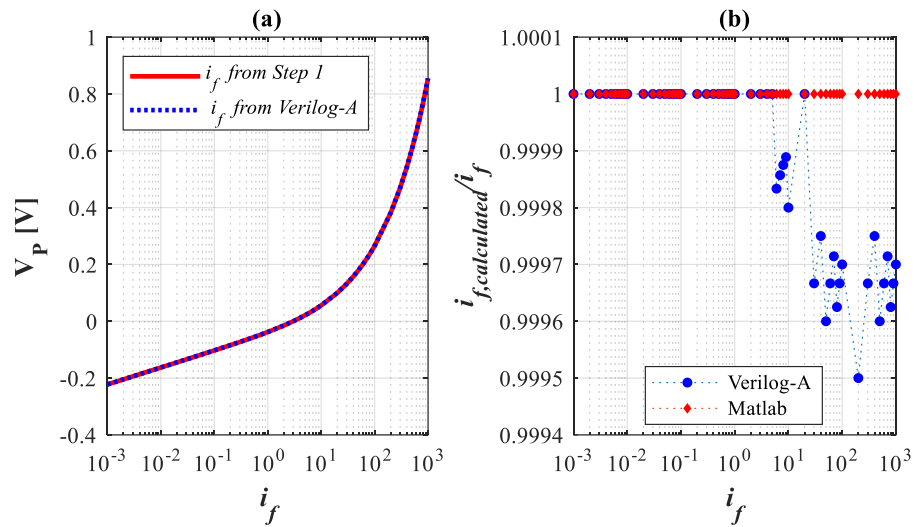 (a)
1
0.8
0.6
0.4
0.2
0
-0.2
-0.4
V_P [V]
i_f from Step 1
i_f from Verilog-A
10^-3 10^-2 10^-1 10^0 10^1 10^2 10^3
i_f
(b)
1.0001
1
0.9999
0.9998
0.9997
0.9996
0.9995
0.9994
i_f,calculated/i_f
Verilog-A
Matlab
10^-3 10^-2 10^-1 10^0 10^1 10^2 10^3
i_f